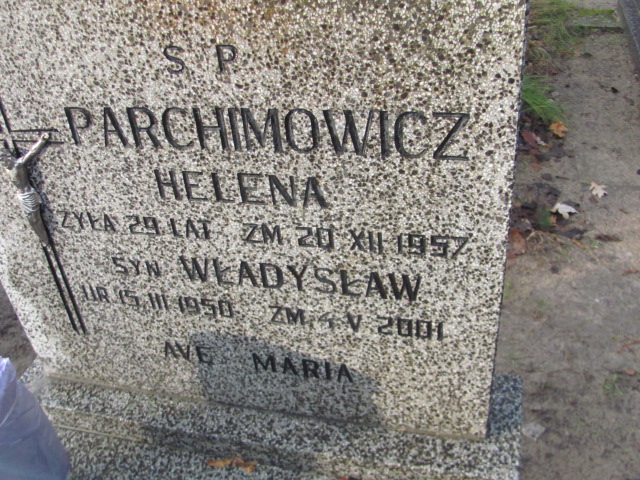 S P
PARCHIMOWICZ
HELENA
ŻYŁA 29 LAT ZM 20 XII 1957
SYN WŁADYSŁAW
UR 15 III 1950 ZM 4 V 2001
AVE MARIA